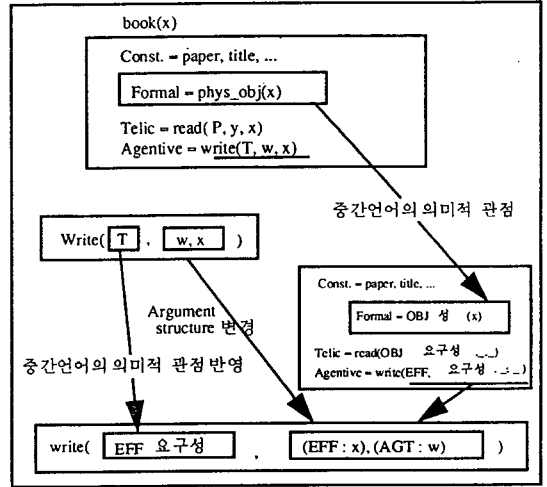 book(x)
Const. = paper, title, ...
Formal = phys_obj(x)
Telic = read( P, y, x)
Agentive = write(T, w, x)
중간언어의 의미적 관점
Write( T , w, x )
Const. = paper, title, ...
Formal = OBJ 성 (x)
Argument
structure 변경
Telic = read(OBJ 요구성
Agentive = write(EFF, 요구성
중간언어의 의미적 관점 반영
write( EFF 요구성 , (EFF : x), (AGT : w) )